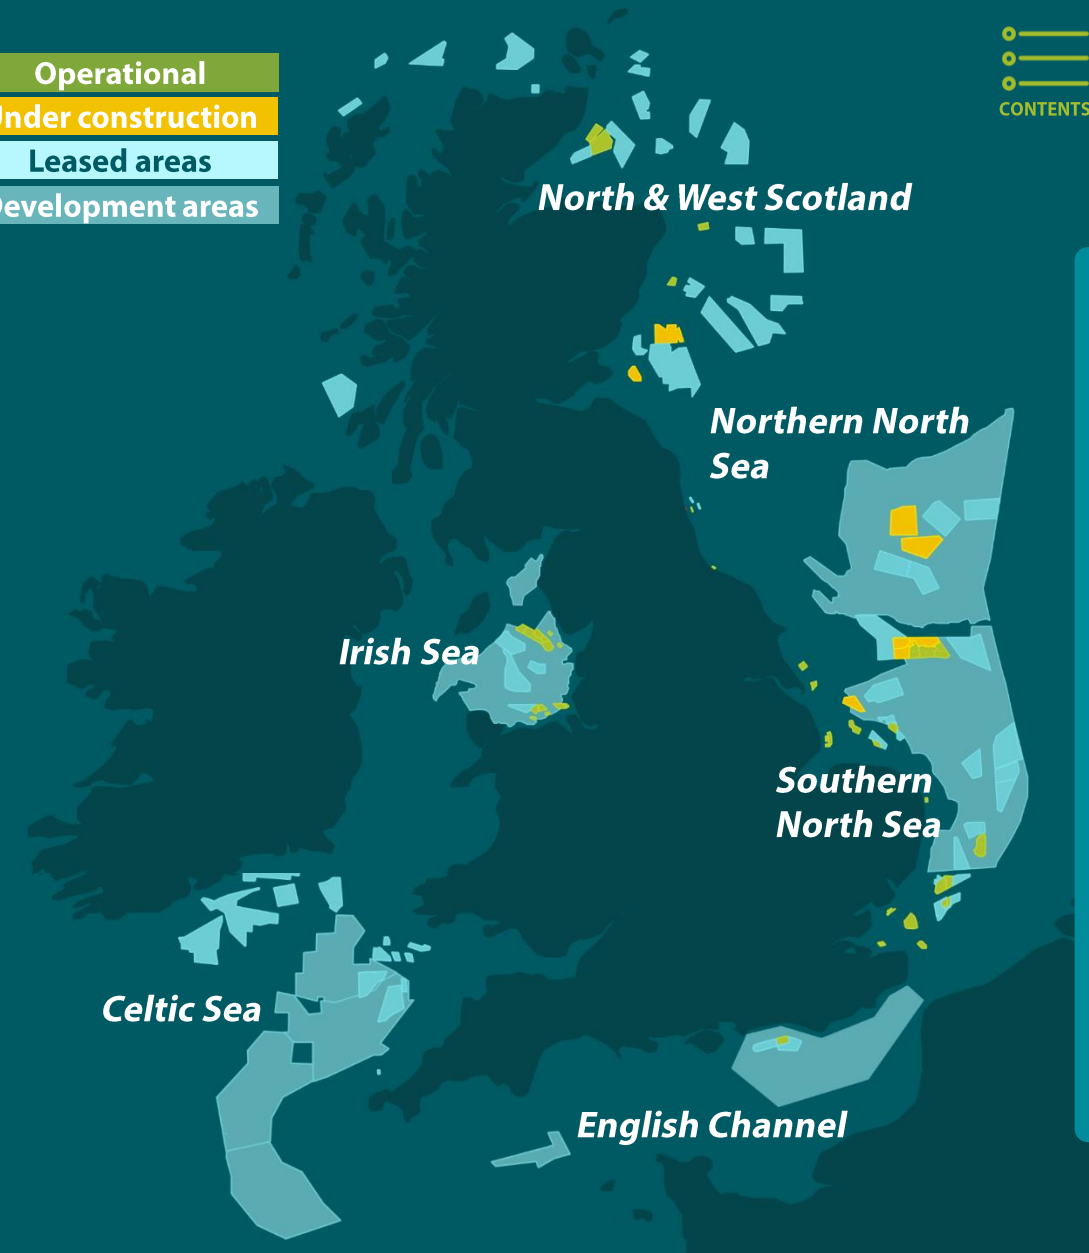 Operational
Under construction
Leased areas
Development areas
CONTENTS
North & West Scotland
Northern North
Sea
Irish Sea
Southern
North Sea
Celtic Sea
English Channel